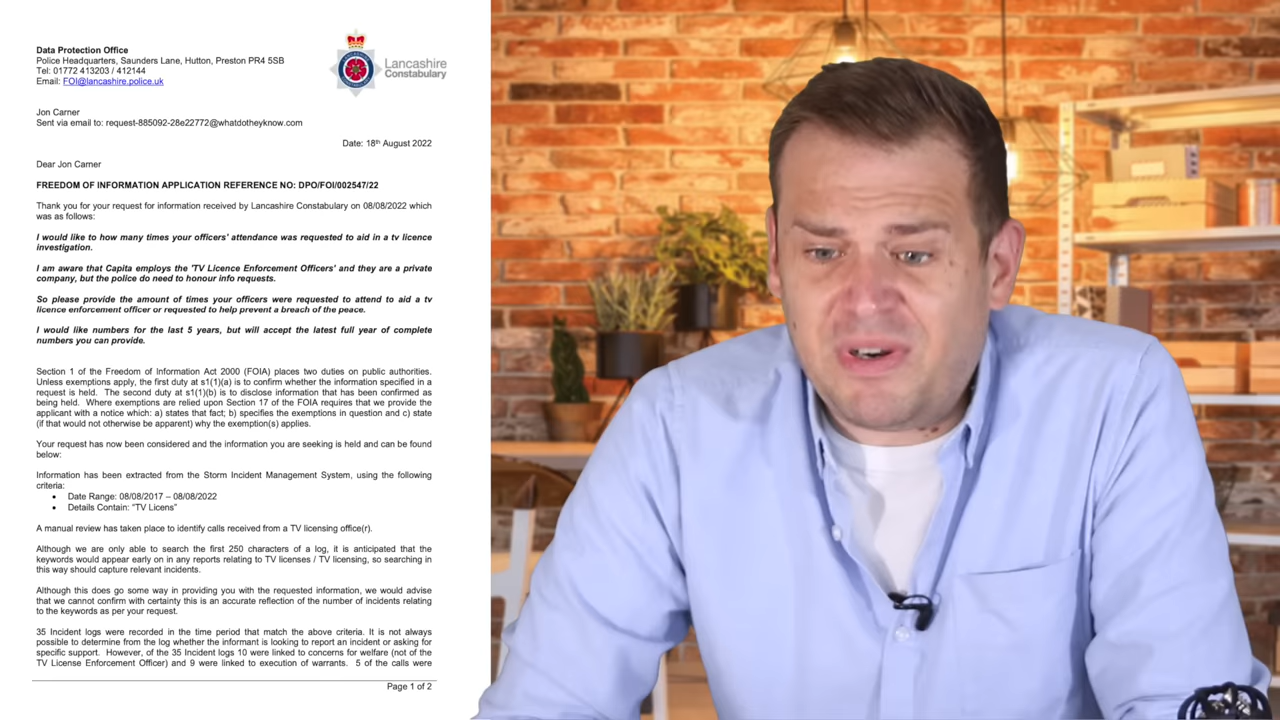 Data Protection Office
Police Headquarters, Saunders Lane, Hutton, Preston PR4 5SB
Tel: 01772 413203 / 412144
Email: FOI@lancashire.police.uk
Lancashire
Constabulary
Jon Carner
Sent via email to: request-885092-28e22772@whatdotheyknow.com
Date: 18th August 2022
Dear Jon Carner
FREEDOM OF INFORMATION APPLICATION REFERENCE NO: DPO/FOI/002547/22
Thank you for your request for information received by Lancashire Constabulary on 08/08/2022 which
was as follows:
I would like to how many times your officers' attendance was requested to aid in a tv licence
investigation.
I am aware that Capita employs the 'TV Licence Enforcement Officers' and they are a private
company, but the police do need to honour info requests.
So please provide the amount of times your officers were requested to attend to aid a tv
licence enforcement officer or requested to help prevent a breach of the peace.
I would like numbers for the last 5 years, but will accept the latest full year of complete
numbers you can provide.
Section 1 of the Freedom of Information Act 2000 (FOIA) places two duties on public authorities.
Unless exemptions apply, the first duty at s1(1)(a) is to confirm whether the information specified in a
request is held. The second duty at s1(1)(b) is to disclose information that has been confirmed as
being held. Where exemptions are relied upon Section 17 of the FOIA requires that we provide the
applicant with a notice which: a) states that fact; b) specifies the exemptions in question and c) state
(if that would not otherwise be apparent) why the exemption(s) applies.
Your request has now been considered and the information you are seeking is held and can be found
below:
Information has been extracted from the Storm Incident Management System, using the following
criteria:
• Date Range: 08/08/2017 – 08/08/2022
• Details Contain: "TV Licens"
A manual review has taken place to identify calls received from a TV licensing office(r).
Although we are only able to search the first 250 characters of a log, it is anticipated that the
keywords would appear early on in any reports relating to TV licenses / TV licensing, so searching in
this way should capture relevant incidents.
Although this does go some way in providing you with the requested information, we would advise
that we cannot confirm with certainty this is an accurate reflection of the number of incidents relating
to the keywords as per your request.
35 Incident logs were recorded in the time period that match the above criteria. It is not always
possible to determine from the log whether the informant is looking to report an incident or asking for
specific support. However, of the 35 Incident logs 10 were linked to concerns for welfare (not of the
TV License Enforcement Officer) and 9 were linked to execution of warrants. 5 of the calls were
Page 1 of 2